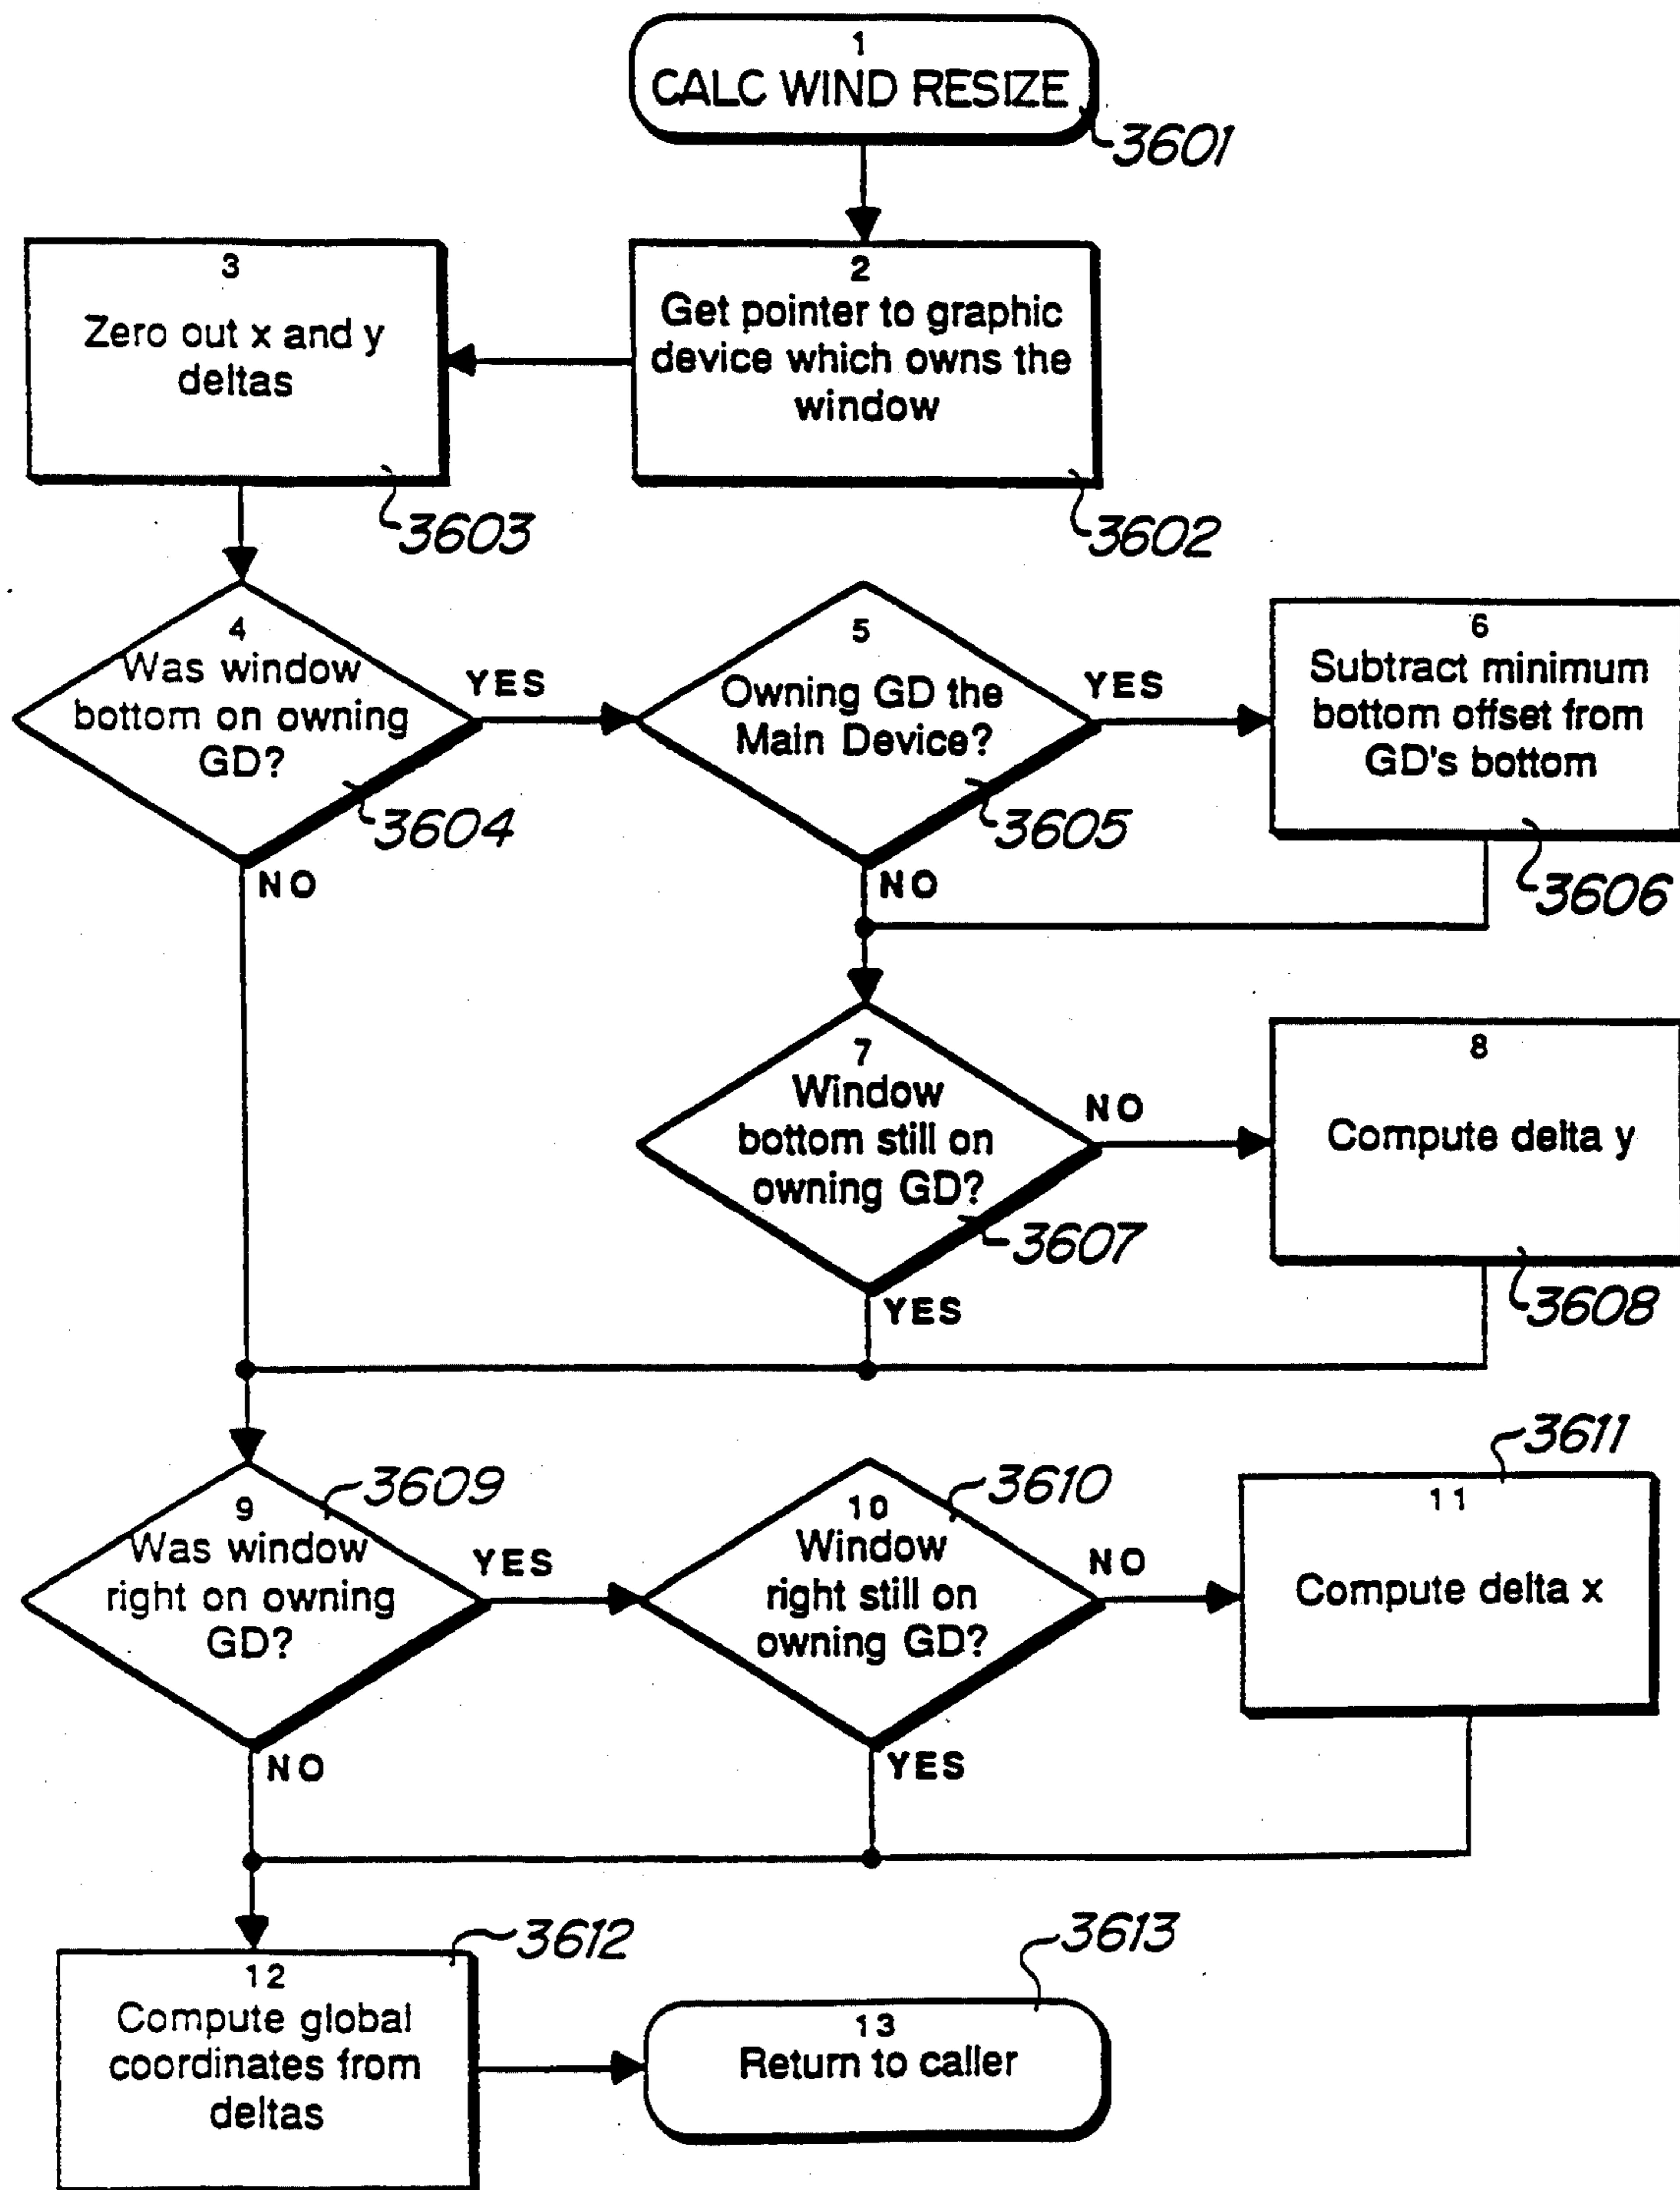 1
CALC WIND RESIZE
3601
2
Get pointer to graphic
device which owns the
window
3602
3
Zero out x and y
deltas
3603
4
Was window
bottom on owning
GD?
3604
YES
NO
5
Owning GD the
Main Device?
3605
YES
NO
6
Subtract minimum
bottom offset from
GD's bottom
3606
7
Window
bottom still on
owning GD?
3607
NO
YES
8
Compute delta y
3608
9
Was window
right on owning
GD?
3609
YES
NO
10
Window
right still on
owning GD?
3610
NO
YES
11
Compute delta x
3611
12
Compute global
coordinates from
deltas
3612
13
Return to caller
3613